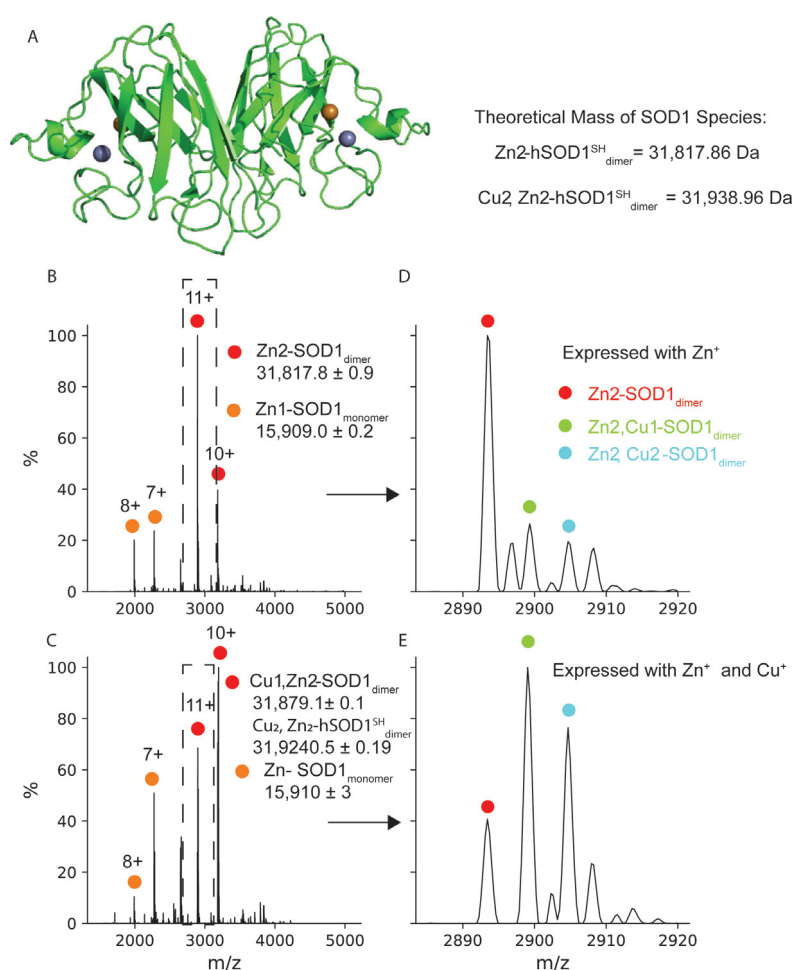 A
Theoretical Mass of SOD1 Species:
Zn2-hSOD1SHdimer = 31,817.86 Da
Cu2, Zn2-hSOD1SHdimer = 31,938.96 Da
B
11+
Zn2-SOD1dimer
31,817.8 ± 0.9
Zn1-SOD1monomer
15,909.0 ± 0.2
10+
8+
7+
%
100
80
60
40
20
0
2000
3000
4000
5000
D
Expressed with Zn+
Zn2-SOD1dimer
Zn2,Cu1-SOD1dimer
Zn2, Cu2-SOD1dimer
2890
2900
2910
2920
C
10+
11+
Cu1,Zn2-SOD1dimer
31,879.1± 0.1
Cu2, Zn2-hSOD1SHdimer
31,9240.5 ± 0.19
Zn- SOD1monomer
15,910 ± 3
7+
8+
%
100
80
60
40
20
0
2000
3000
4000
5000
m/z
E
Expressed with Zn+ and Cu+
2890
2900
2910
2920
m/z